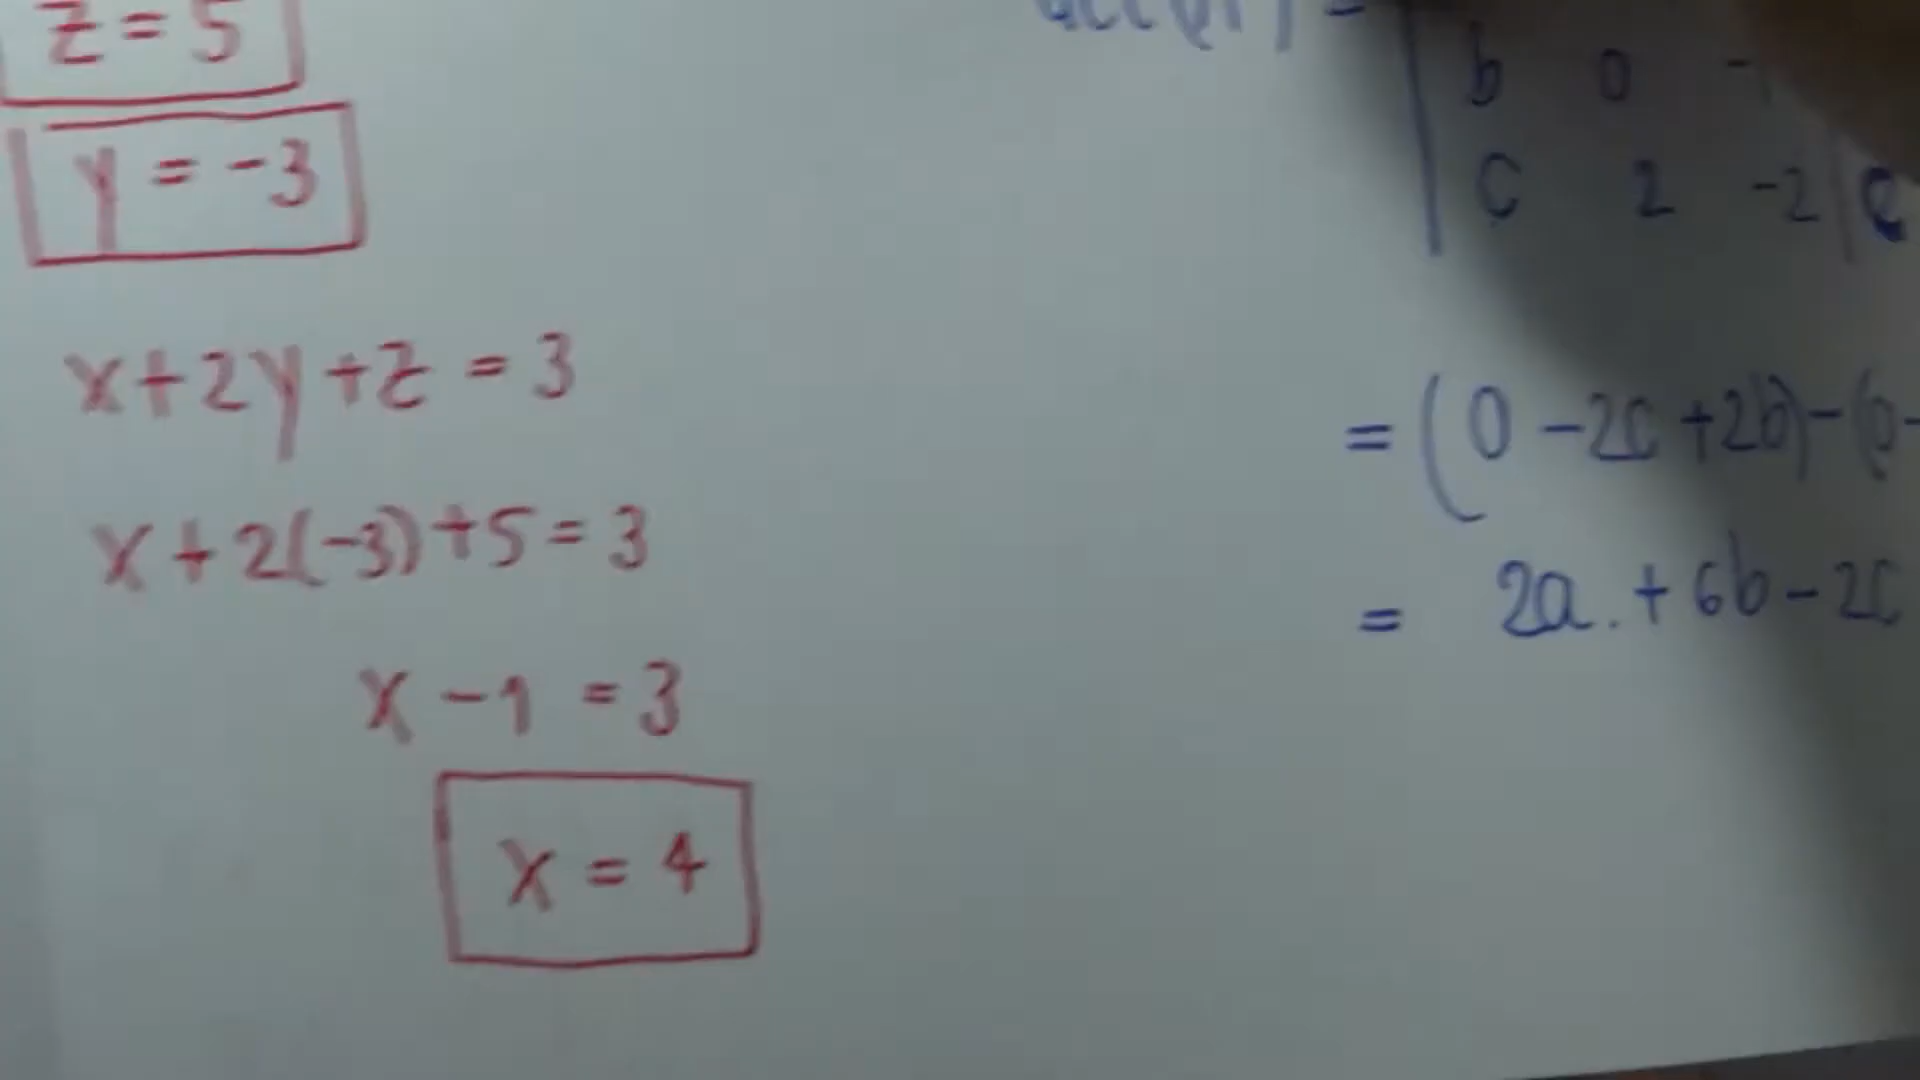 z = 5
y = -3
x + 2y + z = 3
x + 2(-3) + 5 = 3
x - 1 = 3
x = 4
b 0 -
c 2 -2 | c
= (0 - 2c + 2b) - (0 -
= 2a. + 6b - 2c